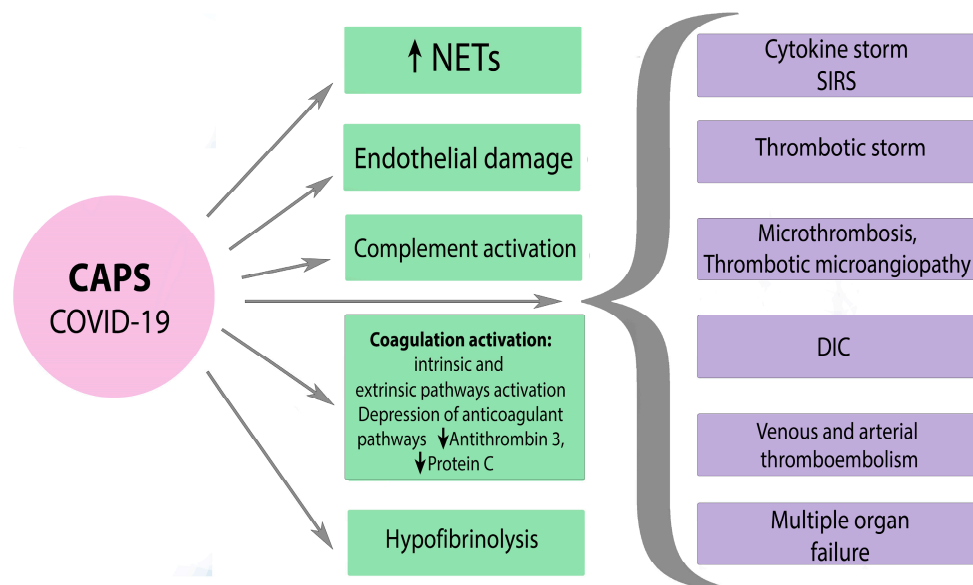 CAPS
COVID-19
↑ NETs
Endothelial damage
Complement activation
Coagulation activation:
intrinsic and
extrinsic pathways activation
Depression of anticoagulant
pathways ↓Antithrombin 3,
↓Protein C
Hypofibrinolysis
Cytokine storm
SIRS
Thrombotic storm
Microthrombosis,
Thrombotic microangiopathy
DIC
Venous and arterial
thromboembolism
Multiple organ
failure